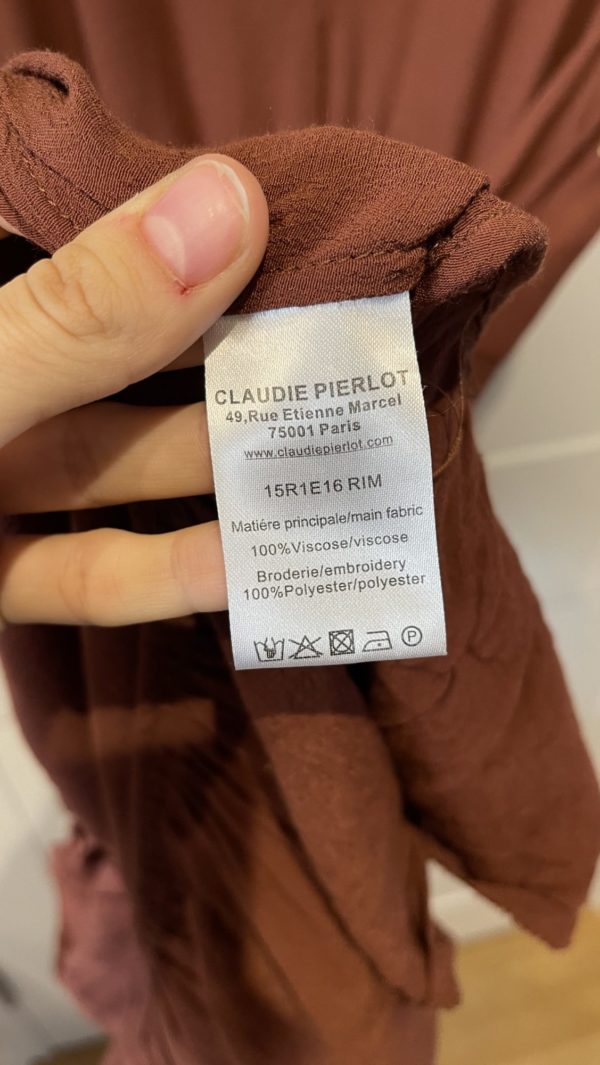 CLAUDIE PIERLOT
49,Rue Etienne Marcel
75001 Paris
www.claudiepierlot.com
15R1E16 RIM
Matiére principale/main fabric
100%Viscose/viscose
Broderie/embroidery
100%Polyester/polyester
P